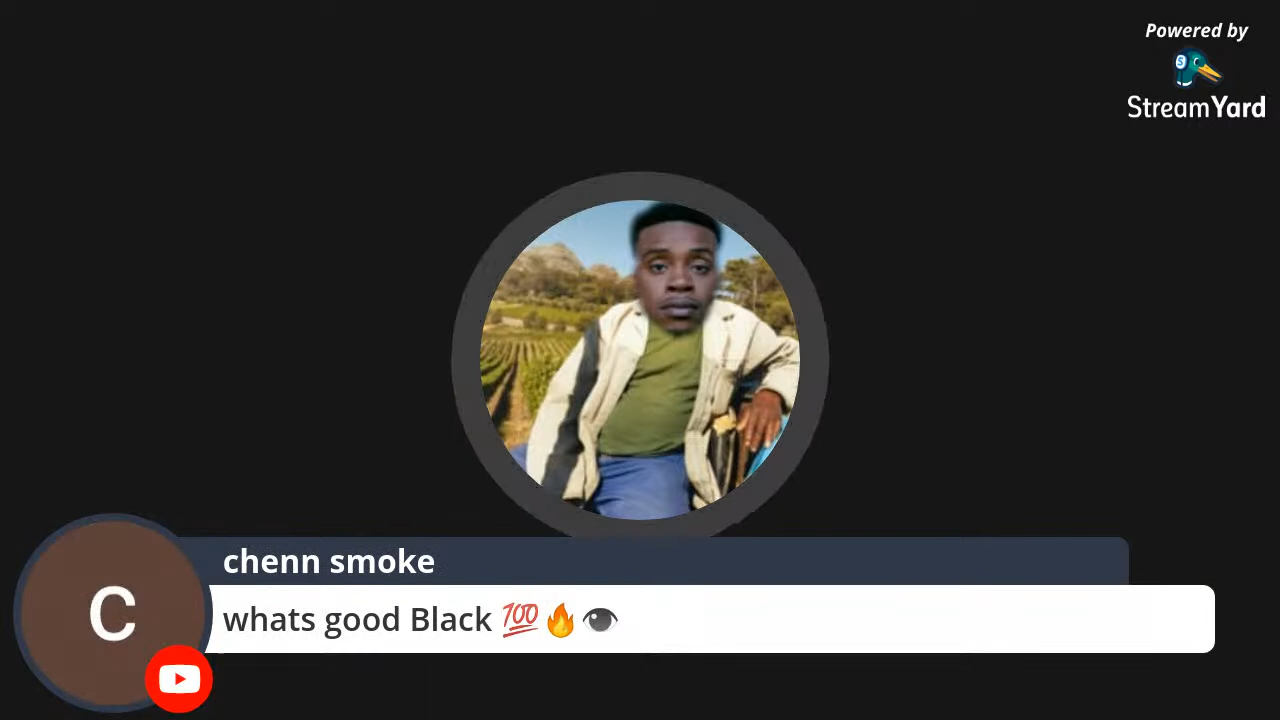 Powered by
S
StreamYard
C
chenn smoke
whats good Black 💯🔥👁